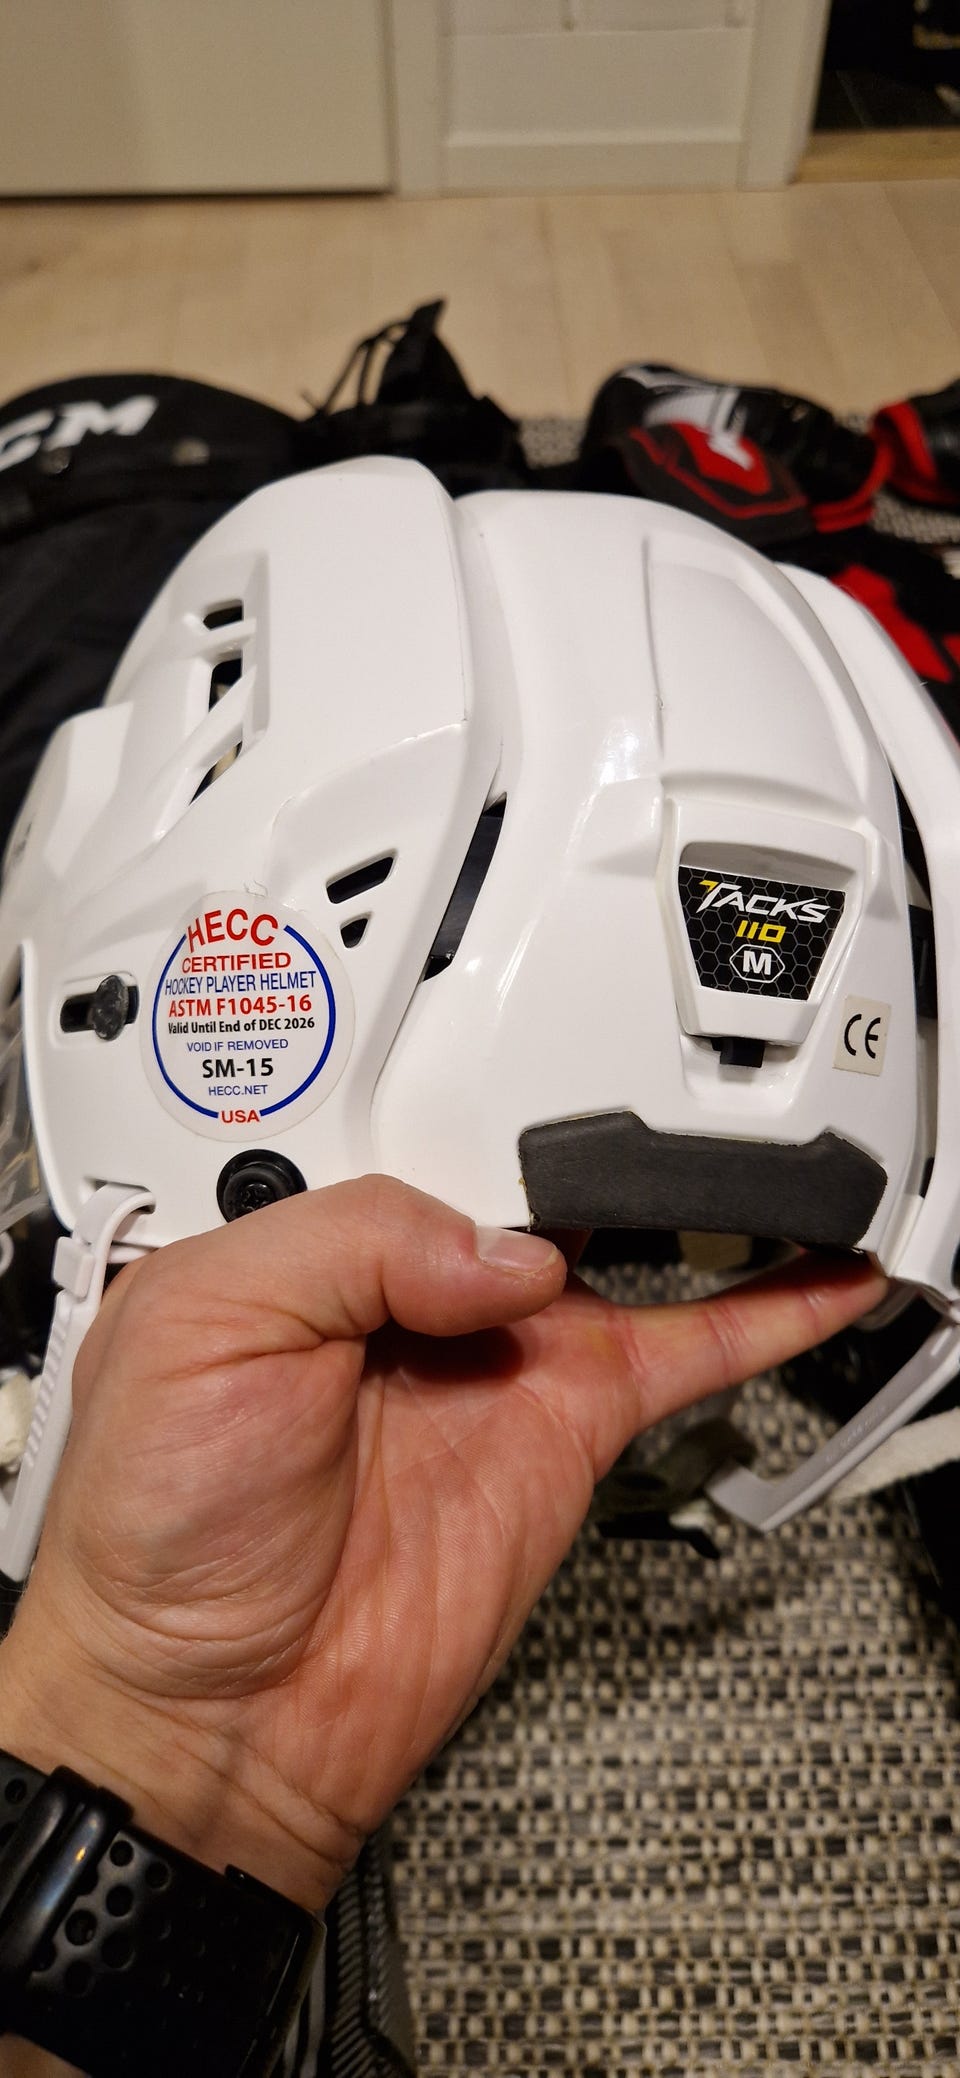 CCM
HECC
CERTIFIED
HOCKEY PLAYER HELMET
ASTM F1045-16
Valid Until End of DEC 2026
VOID IF REMOVED
SM-15
HECC.NET
USA
TACKS
110
M
CE